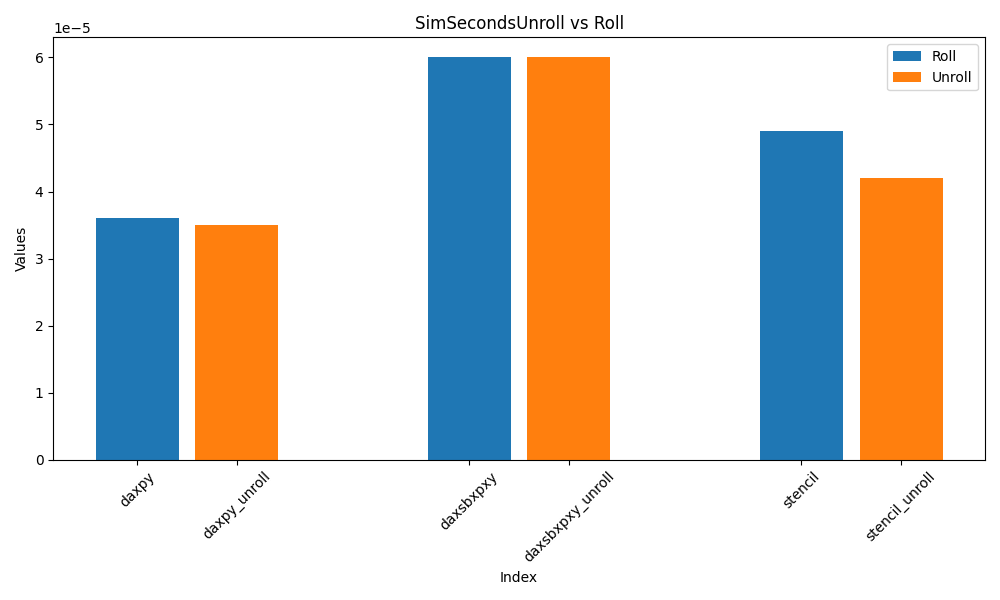 SimSecondsUnroll vs Roll
1e−5
Roll
Unroll
6
5
4
3
2
1
0
Values
daxpy
daxpy_unroll
daxsbxpxy
daxsbxpxy_unroll
stencil
stencil_unroll
Index